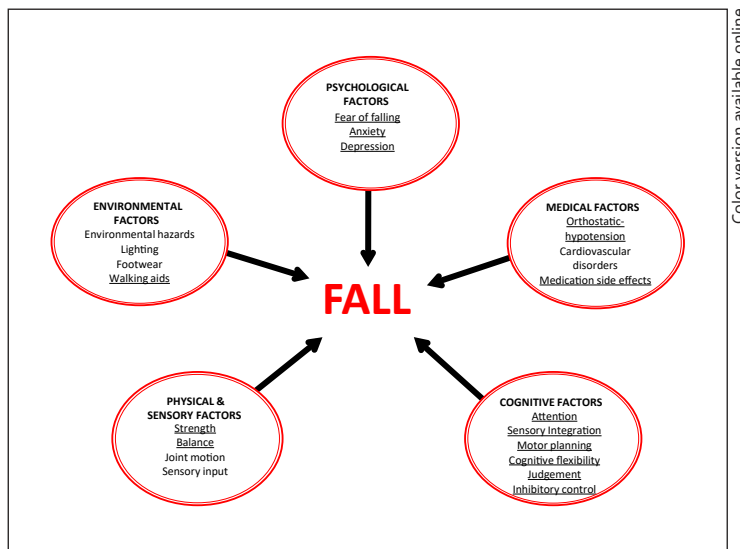 PSYCHOLOGICAL
FACTORS
Fear of falling
Anxiety
Depression
ENVIRONMENTAL
FACTORS
Environmental hazards
Lighting
Footwear
Walking aids
MEDICAL FACTORS
Orthostatic-
hypotension
Cardiovascular
disorders
Medication side effects
FALL
PHYSICAL &
SENSORY FACTORS
Strength
Balance
Joint motion
Sensory input
COGNITIVE FACTORS
Attention
Sensory Integration
Motor planning
Cognitive flexibility
Judgement
Inhibitory control
Color version available online